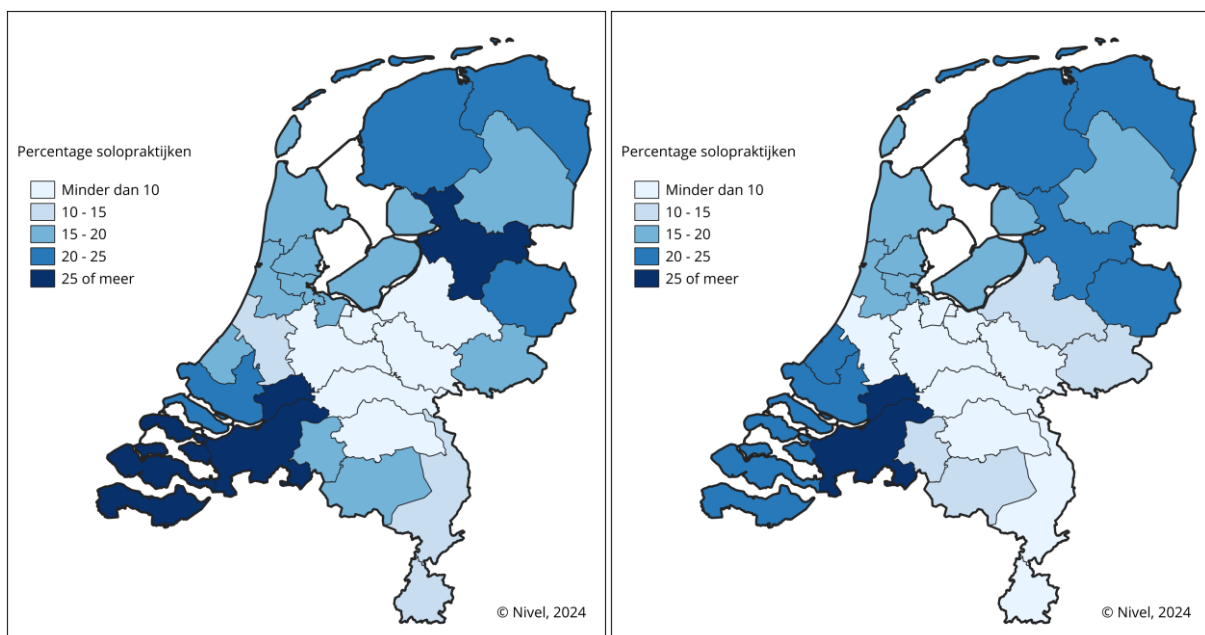 Percentage solopraktijken
Minder dan 10
10 - 15
15 - 20
20 - 25
25 of meer
© Nivel, 2024
Percentage solopraktijken
Minder dan 10
10 - 15
15 - 20
20 - 25
25 of meer
© Nivel, 2024